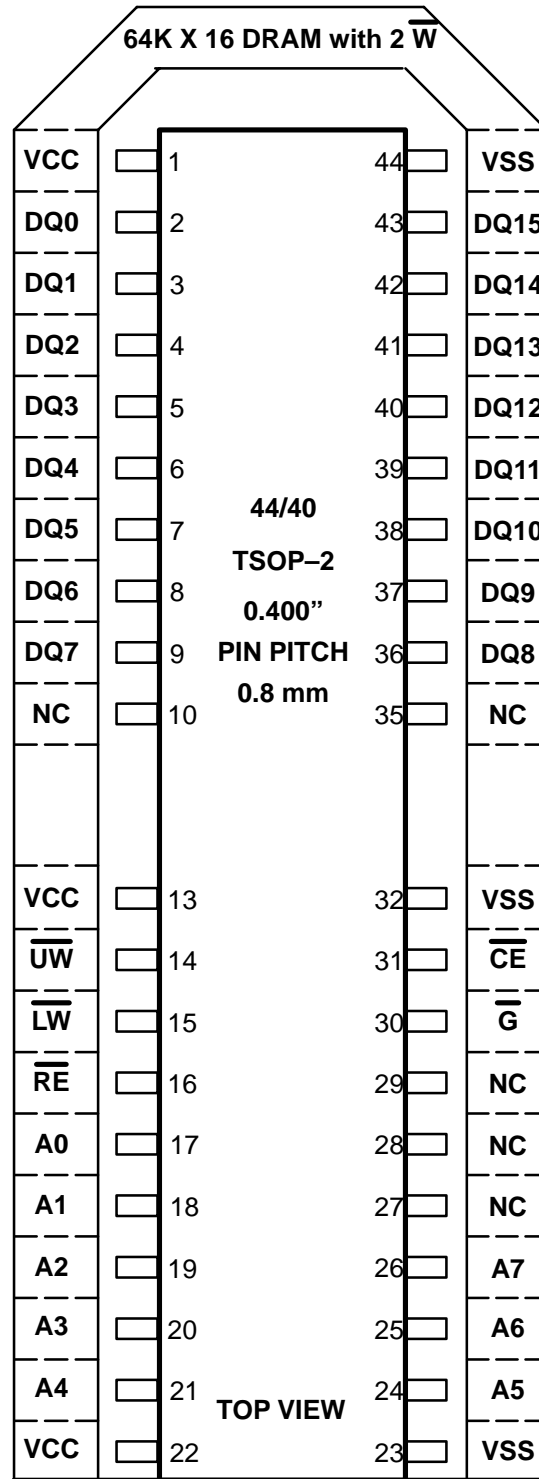 64K X 16 DRAM with 2 W̅
VCC 1 44 VSS
DQ0 2 43 DQ15
DQ1 3 42 DQ14
DQ2 4 41 DQ13
DQ3 5 40 DQ12
DQ4 6 39 DQ11
44/40
DQ5 7 38 DQ10
TSOP–2
DQ6 8 37 DQ9
0.400”
DQ7 9 PIN PITCH 36 DQ8
0.8 mm
NC 10 35 NC
VCC 13 32 VSS
U̅W̅ 14 31 C̅E̅
L̅W̅ 15 30 G̅
R̅E̅ 16 29 NC
A0 17 28 NC
A1 18 27 NC
A2 19 26 A7
A3 20 25 A6
A4 21 24 A5
TOP VIEW
VCC 22 23 VSS